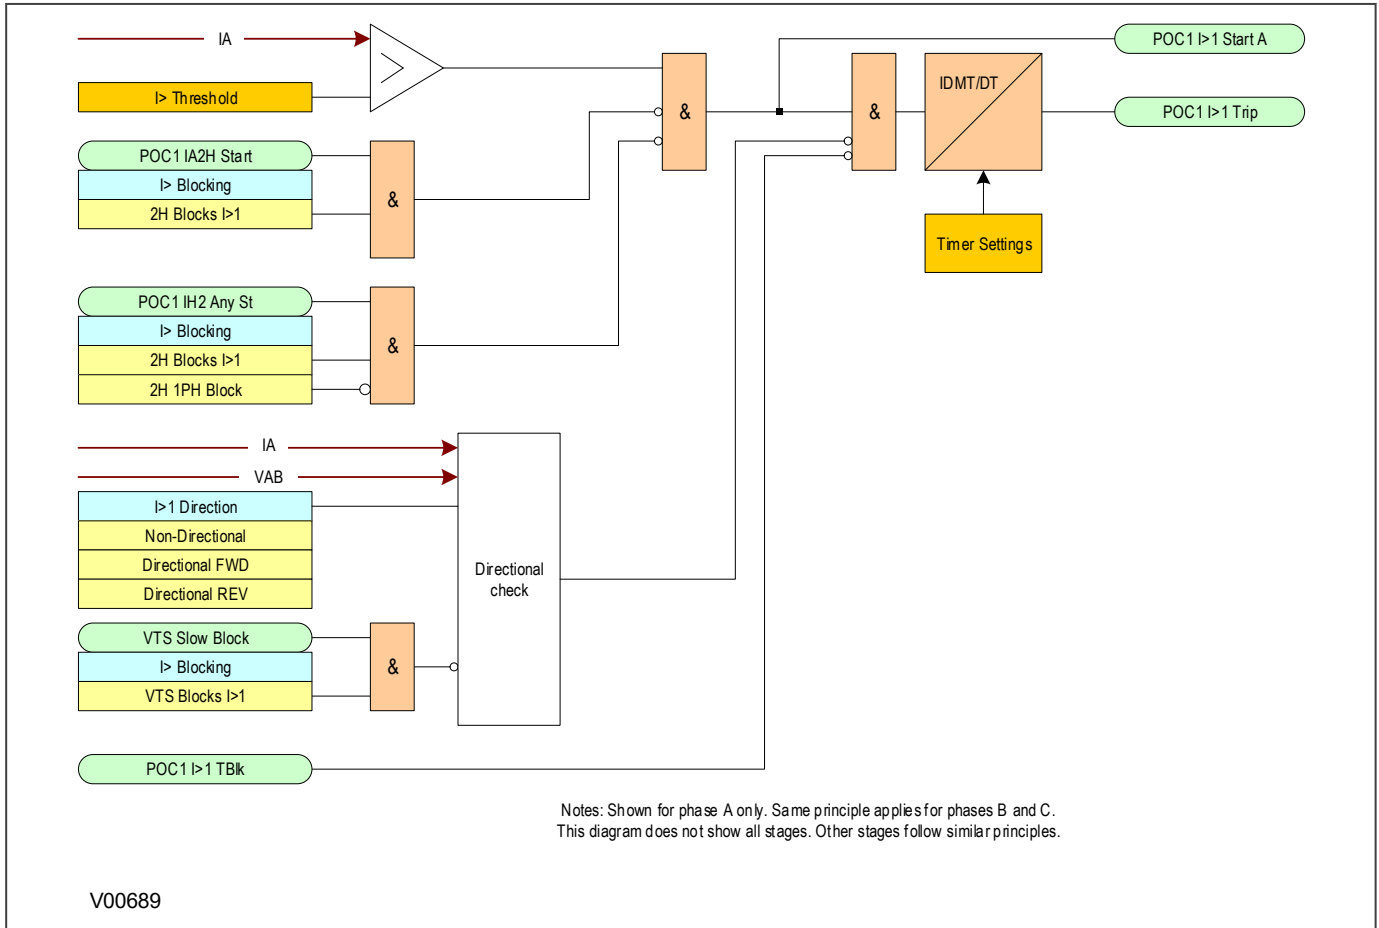 IA
POC1 I>1 Start A
I> Threshold
&
&
IDMT/DT
POC1 I>1 Trip
POC1 IA2H Start
I> Blocking
2H Blocks I>1
&
Timer Settings
POC1 IH2 Any St
I> Blocking
2H Blocks I>1
2H 1PH Block
&
IA
VAB
I>1 Direction
Non-Directional
Directional FWD
Directional REV
Directional
check
VTS Slow Block
I> Blocking
VTS Blocks I>1
&
POC1 I>1 TBlk
Notes: Shown for phase A only. Same principle applies for phases B and C.
This diagram does not show all stages. Other stages follow similar principles.
V00689